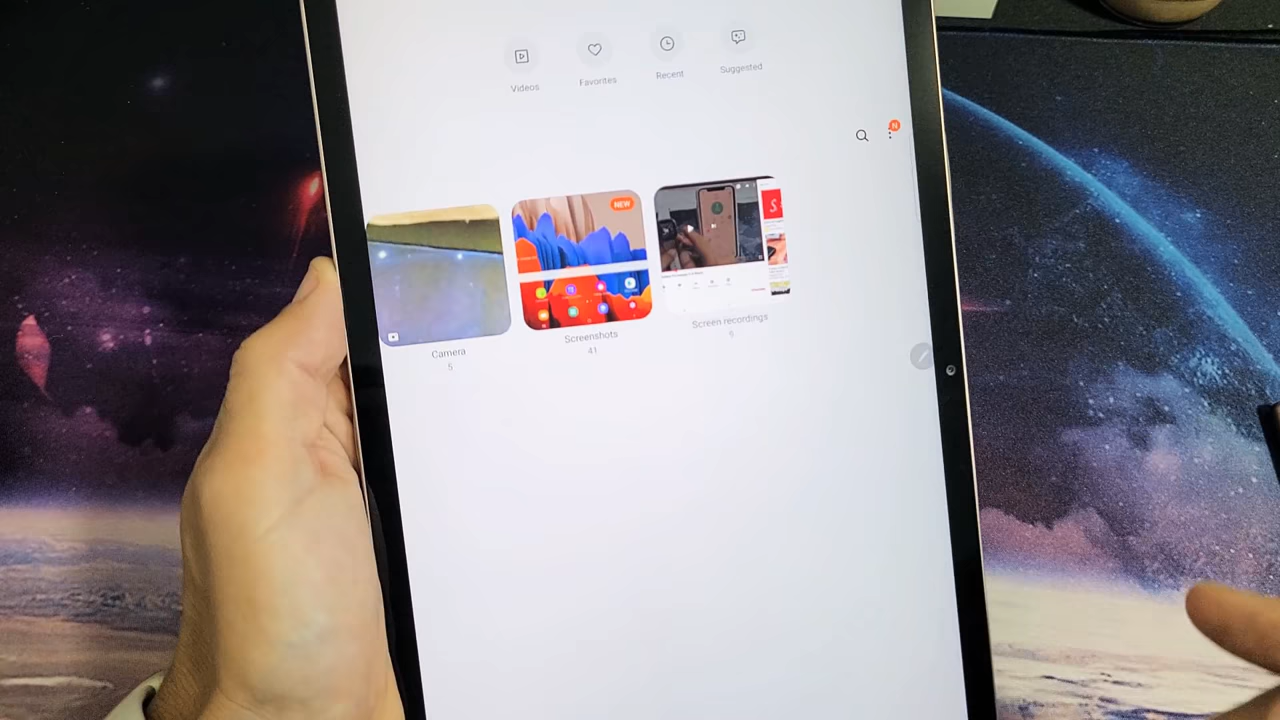 Videos
Favorites
Recent
Suggested
N
NEW
Camera
5
Screenshots
41
Screen recordings